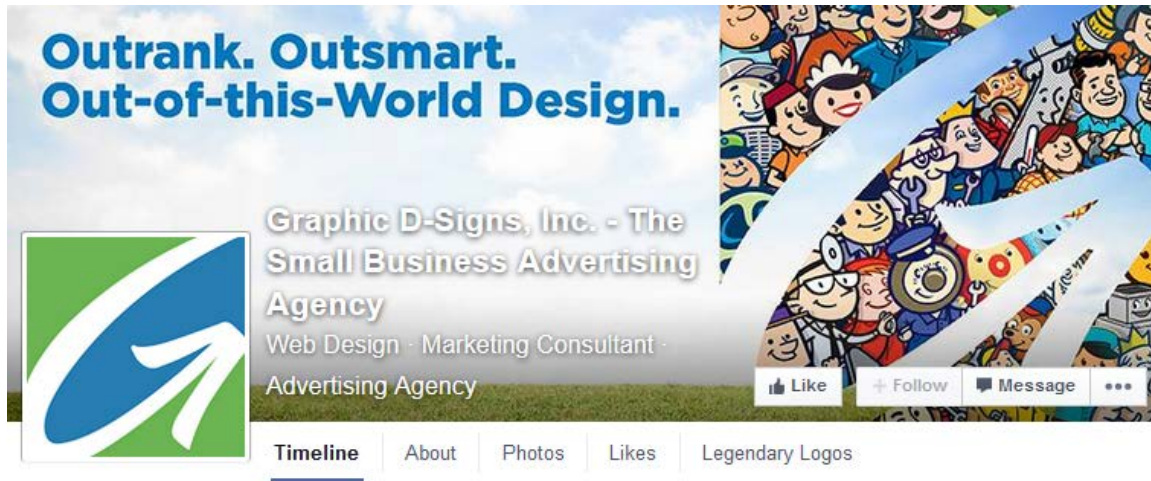 Outrank. Outsmart.
Out-of-this-World Design.
Graphic D-Signs, Inc. - The
Small Business Advertising
Agency
Web Design · Marketing Consultant ·
Advertising Agency
Like + Follow Message •••
Timeline About Photos Likes Legendary Logos